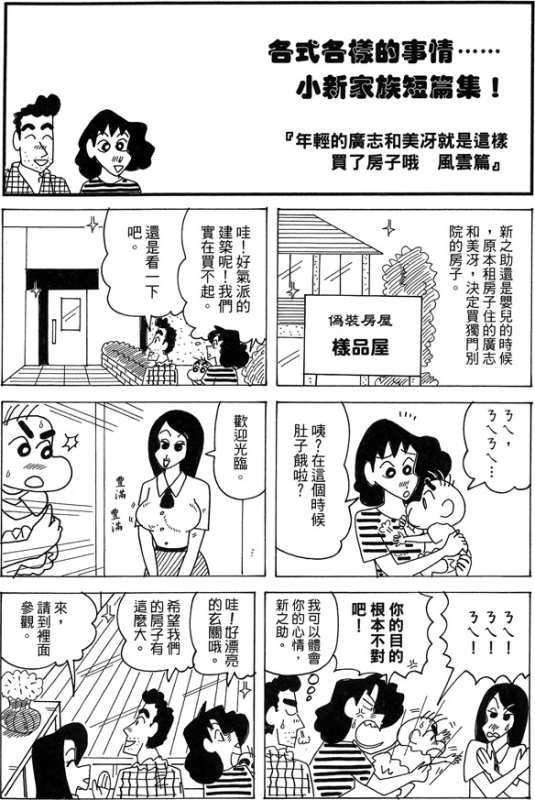 各式各樣的事情……
小新家族短篇集！
『年輕的廣志和美冴就是這樣
買了房子哦　風雲篇』
新之助還是嬰兒的時候
，原本租房子住的廣志
和美冴，決定買獨門別
院的房子。
偽裝房屋
樣品屋
哇！好氣派的
建築呢！我們
實在買不起。
還是看一下
吧。
ㄋㄟ，
ㄋㄟ…
咦？在這個時候
肚子餓啦？
歡迎光臨。
豐滿
豐滿
ㄋㄟ！
ㄋㄟ！
你的目的
根本不對
吧！
我可以體會
你的心情，
新之助。
哇！好漂亮
的玄關哦。
希望我們
的房子有
這麼大。
來，
請到裡面
參觀。